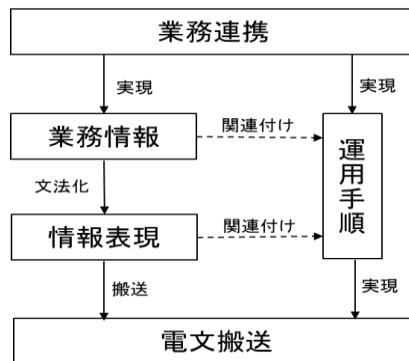 業務連携
実現
実現
業務情報
関連付け
運用手順
文法化
情報表現
関連付け
搬送
実現
電文搬送